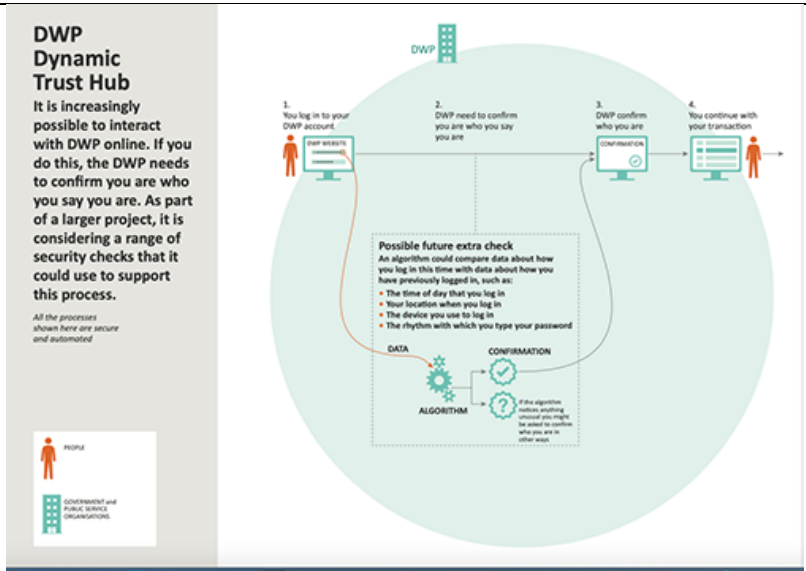 DWP
Dynamic
Trust Hub
It is increasingly
possible to interact
with DWP online. If you
do this, the DWP needs
to confirm you are who
you say you are. As part
of a larger project, it is
considering a range of
security checks that it
could use to support
this process.
All the processes
shown here are secure
and automated
PEOPLE
GOVERNMENT and
PUBLIC SERVICE
ORGANISATIONS
DWP
1.
You log in to your
DWP account
DWP WEBSITE
2.
DWP need to confirm
you are who you say
you are
3.
DWP confirm
who you are
CONFIRMATION
4.
You continue with
your transaction
Possible future extra check
An algorithm could compare data about how
you log in this time with data about how you
have previously logged in, such as:
• The time of day that you log in
• Your location when you log in
• The device you use to log in
• The rhythm with which you type your password
DATA
ALGORITHM
CONFIRMATION
If the algorithm
notices anything
unusual you might
be asked to confirm
who you are in
other ways